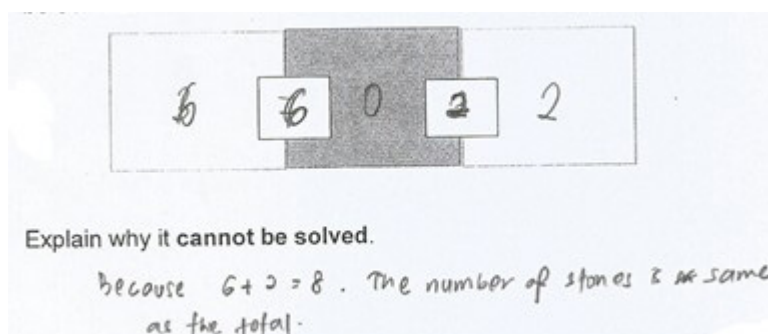 6 6 0 2 2
Explain why it cannot be solved.
Because 6+2=8. The number of stones is same
as the total.